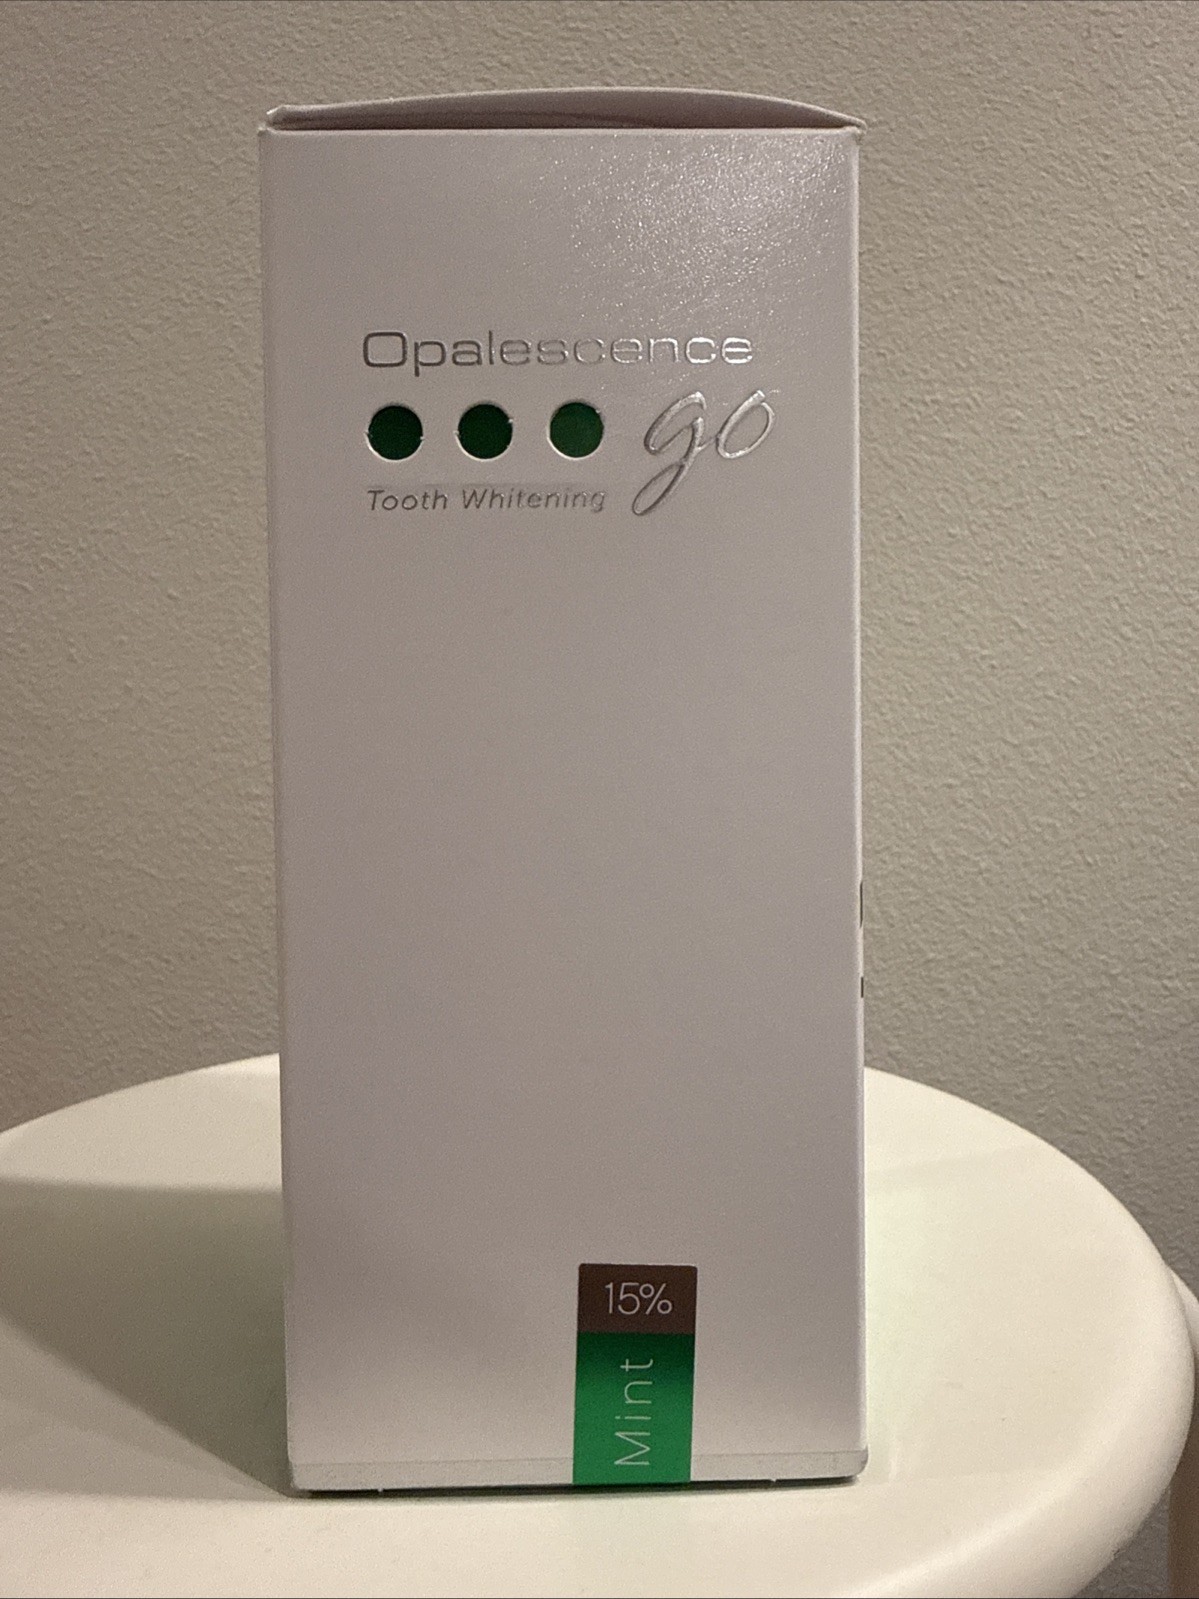 Opalescence
go
Tooth Whitening
15%
Mint